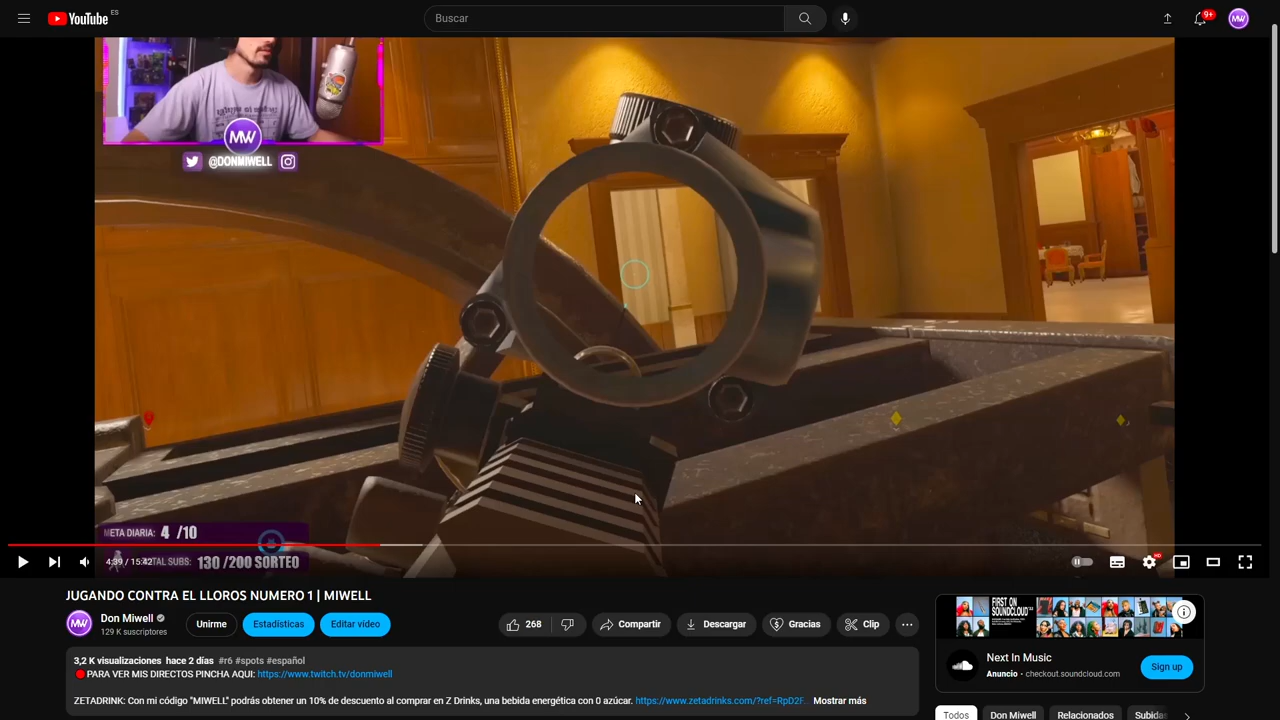 YouTube ES
Buscar
9+
MW
MW
@DONMIWELL
META DIARIA: 4 /10
TOTAL SUBS: 130 /200 SORTEO
4:39 / 15:42
HD
JUGANDO CONTRA EL LLOROS NUMERO 1 | MIWELL
MW
Don Miwell
129 K suscriptores
Unirme
Estadísticas
Editar vídeo
268
Compartir
Descargar
Gracias
Clip
3,2 K visualizaciones hace 2 días #r6 #spots #español
PARA VER MIS DIRECTOS PINCHA AQUI: https://www.twitch.tv/donmiwell
ZETADRINK: Con mi código "MIWELL" podrás obtener un 10% de descuento al comprar en Z Drinks, una bebida energética con 0 azúcar. https://www.zetadrinks.com/?ref=RpD2F... Mostrar más
FIRST ON
SOUNDCLOUD
Next In Music
Anuncio • checkout.soundcloud.com
Sign up
Todos
Don Miwell
Relacionados
Subidas